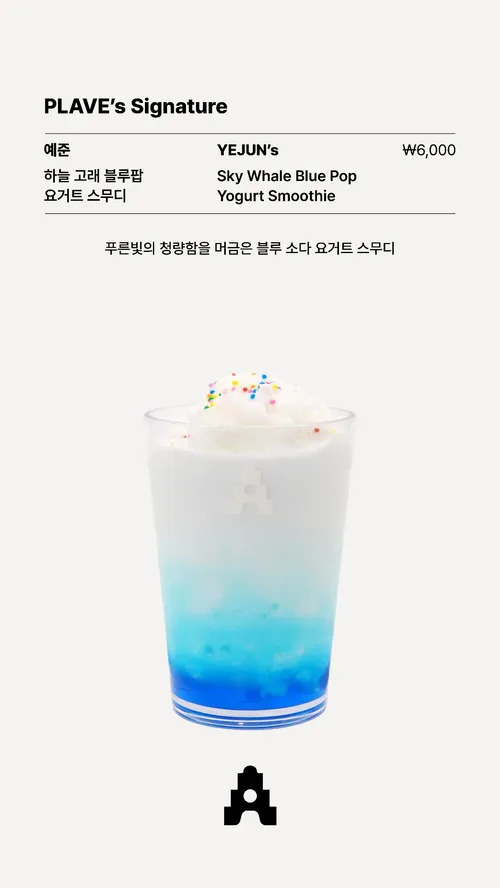 PLAVE’s Signature
예준 YEJUN’s ₩6,000
하늘 고래 블루팝 Sky Whale Blue Pop
요거트 스무디 Yogurt Smoothie
푸른빛의 청량함을 머금은 블루 소다 요거트 스무디